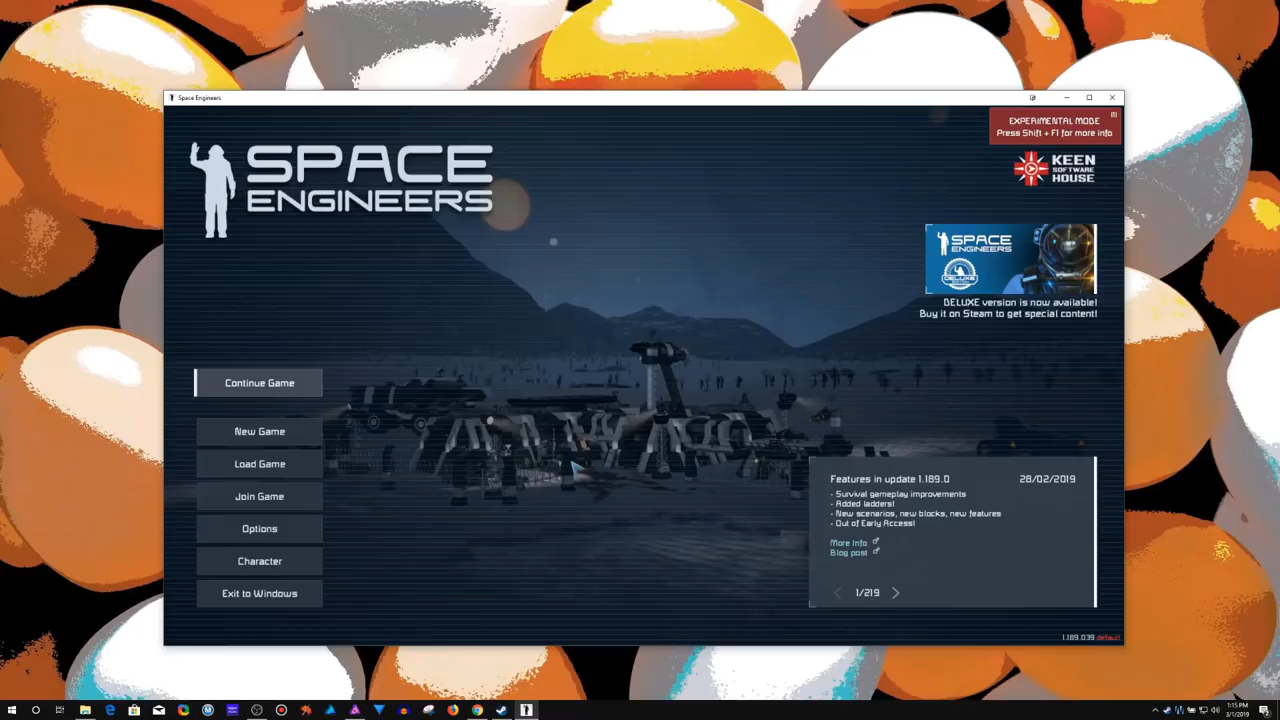 Space Engineers
EXPERIMENTAL MODE
Press Shift + F1 for more info
SPACE
ENGINEERS
KEEN
SOFTWARE
HOUSE
SPACE
ENGINEERS
DELUXE
DELUXE version is now available!
Buy it on Steam to get special content!
Continue Game
New Game
Load Game
Join Game
Options
Character
Exit to Windows
Features in update 1.189.0 28/02/2019
- Survival gameplay improvements
- Added ladders!
- New scenarios, new blocks, new features
- Out of Early Access!
More Info
Blog post
1/219
1.189.039 default
1:15 PM
3/1/2019